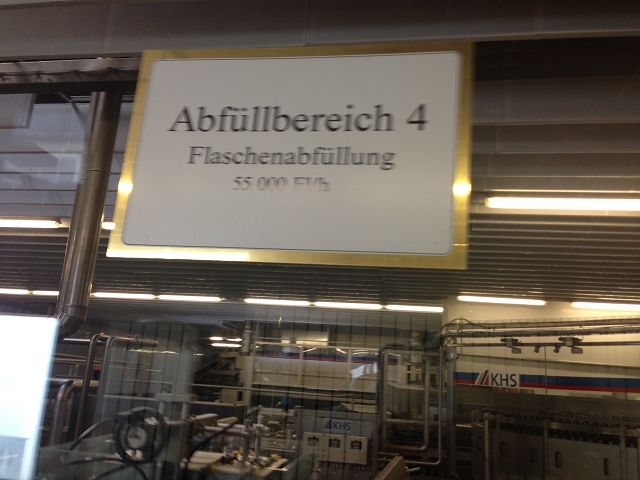 Abfüllbereich 4
Flaschenabfüllung
55 000 Fl/h
KHS
KHS